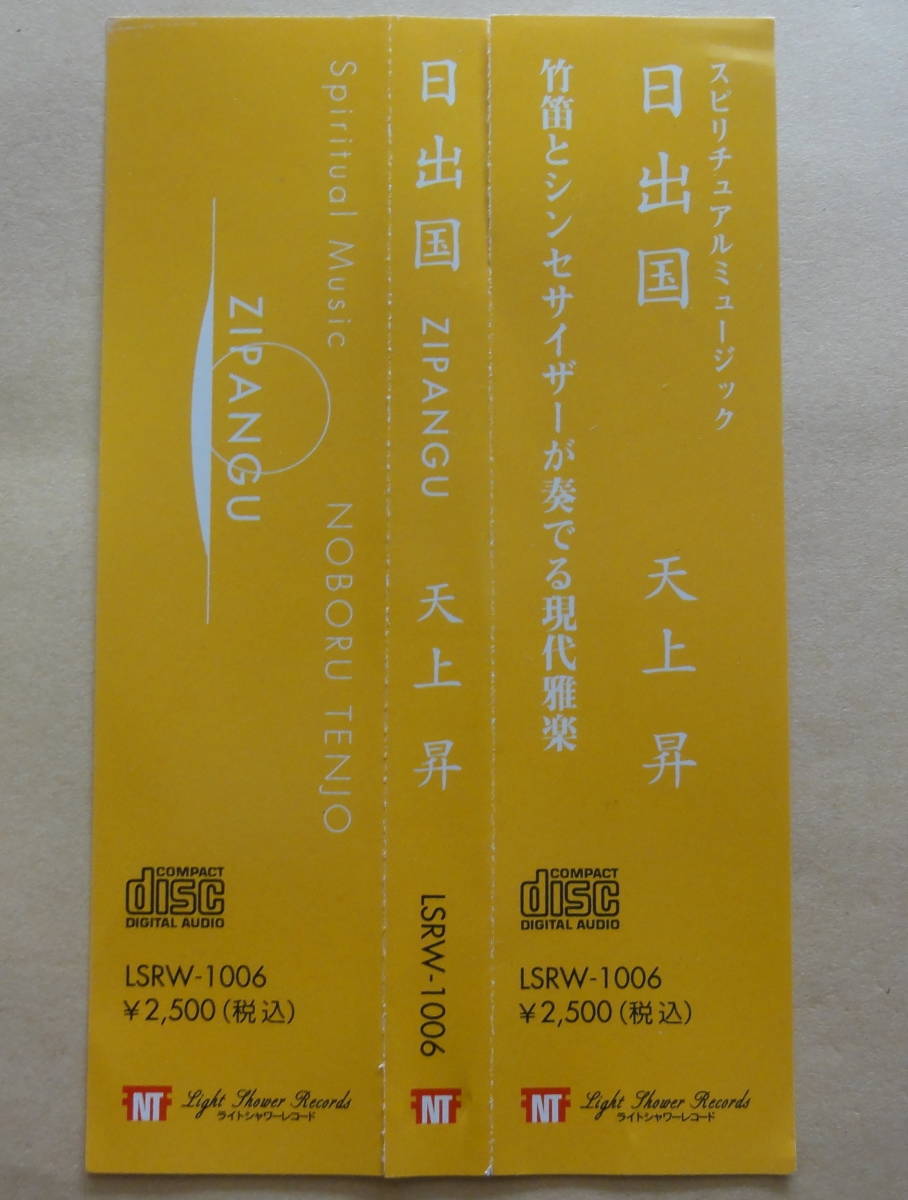 スピリチュアルミュージック
日出国 天上 昇
竹笛とシンセサイザーが奏でる現代雅楽
COMPACT
disc
DIGITAL AUDIO
LSRW-1006
¥2,500(税込)
NT Light Shower Records
ライトシャワーレコード
日出国 ZIPANGU 天上 昇
LSRW-1006
NT
Spiritual Music NOBORU TENJO
ZIPANGU
COMPACT
disc
DIGITAL AUDIO
LSRW-1006
¥2,500(税込)
NT Light Shower Records
ライトシャワーレコード